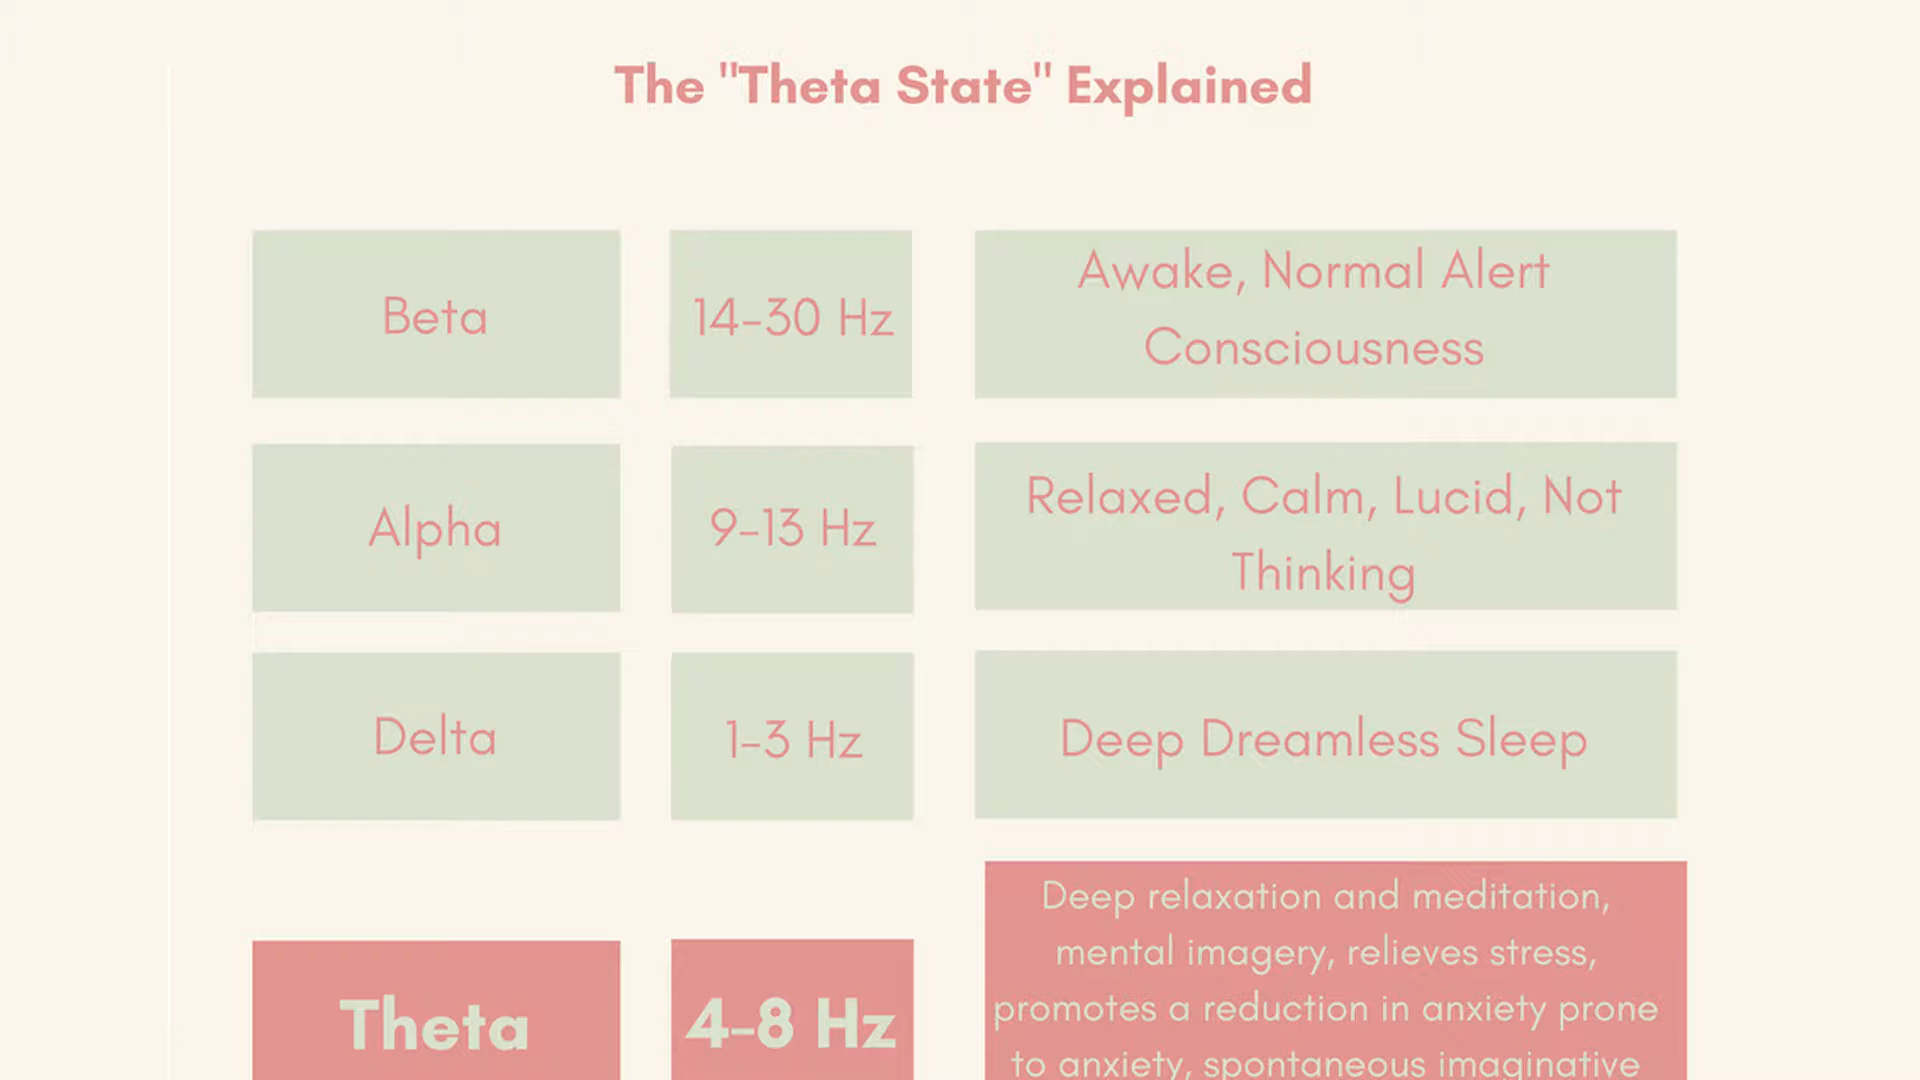 The "Theta State" Explained
Beta
14-30 Hz
Awake, Normal Alert
Consciousness
Alpha
9-13 Hz
Relaxed, Calm, Lucid, Not
Thinking
Delta
1-3 Hz
Deep Dreamless Sleep
Theta
4-8 Hz
Deep relaxation and meditation,
mental imagery, relieves stress,
promotes a reduction in anxiety prone
to anxiety, spontaneous imaginative